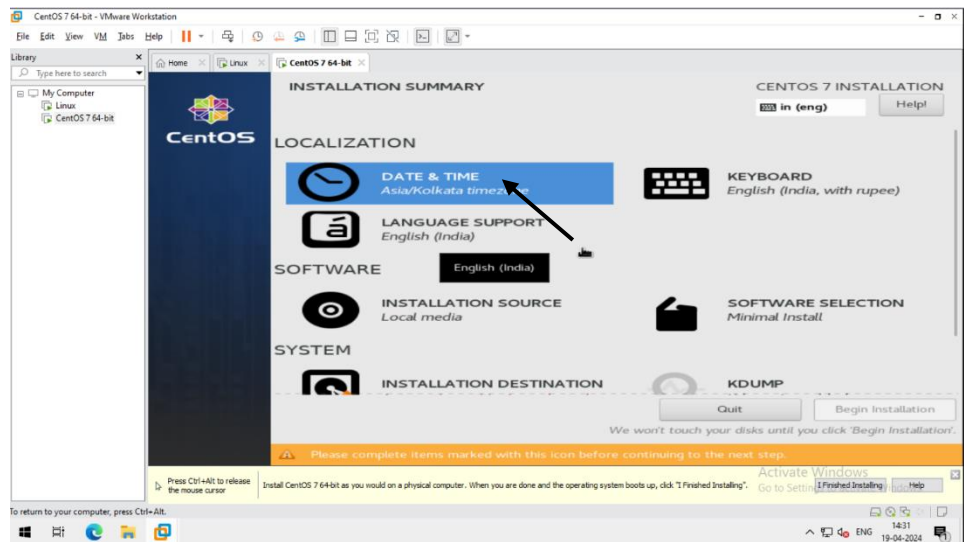 CentOS 7 64-bit - VMware Workstation
File Edit View VM Tabs Help
Library
Type here to search
My Computer
Linux
CentOS 7 64-bit
Home Linux CentOS 7 64-bit
CentOS
INSTALLATION SUMMARY
CENTOS 7 INSTALLATION
in (eng) Help!
LOCALIZATION
DATE & TIME
Asia/Kolkata timezone
KEYBOARD
English (India, with rupee)
LANGUAGE SUPPORT
English (India)
SOFTWARE
English (India)
INSTALLATION SOURCE
Local media
SOFTWARE SELECTION
Minimal Install
SYSTEM
INSTALLATION DESTINATION
KDUMP
Quit Begin Installation
We won't touch your disks until you click 'Begin Installation'.
Please complete items marked with this icon before continuing to the next step.
Press Ctrl+Alt to release
the mouse cursor
Install CentOS 7 64-bit as you would on a physical computer. When you are done and the operating system boots up, click "I Finished Installing".
Activate Windows
Go to Settings
I Finished Installing Help
To return to your computer, press Ctrl+Alt.
ENG
14:31
19-04-2024